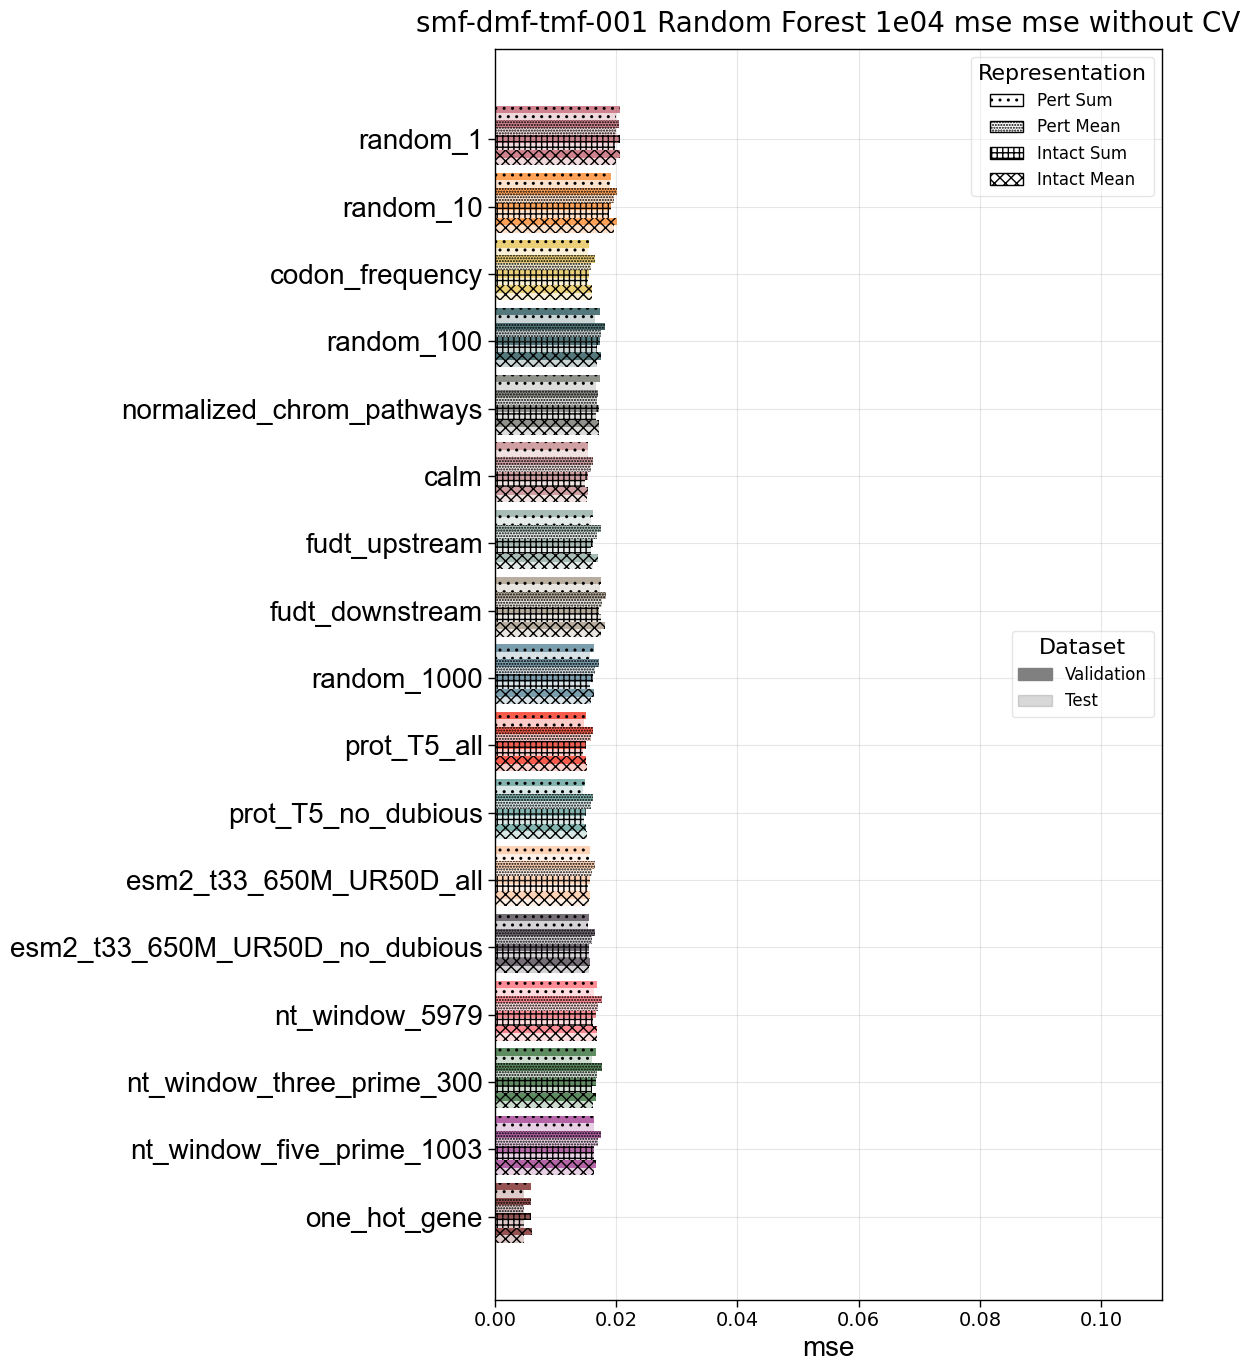 smf-dmf-tmf-001 Random Forest 1e04 mse mse without CV
Representation
Pert Sum
Pert Mean
Intact Sum
Intact Mean
random_1
random_10
codon_frequency
random_100
normalized_chrom_pathways
calm
fudt_upstream
fudt_downstream
Dataset
Validation
Test
random_1000
prot_T5_all
prot_T5_no_dubious
esm2_t33_650M_UR50D_all
esm2_t33_650M_UR50D_no_dubious
nt_window_5979
nt_window_three_prime_300
nt_window_five_prime_1003
one_hot_gene
0.00 0.02 0.04 0.06 0.08 0.10
mse